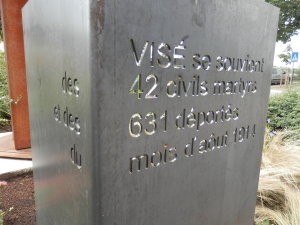 des
et des
du
VISÉ se souvient
42 civils martyrs
631 déportés
mois d'août 1914